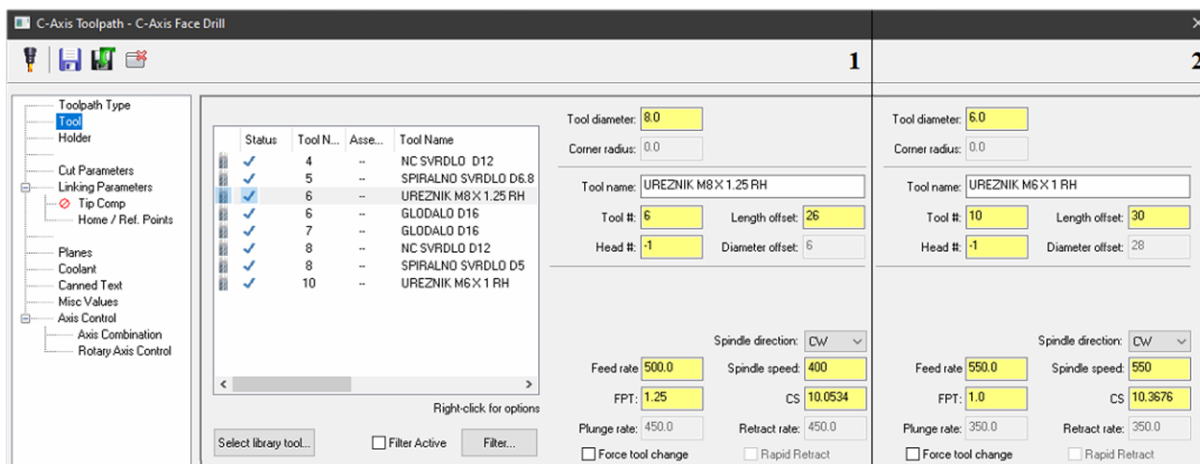 C-Axis Toolpath - C-Axis Face Drill
1
2
Toolpath Type
Tool
Holder
Cut Parameters
Linking Parameters
Tip Comp
Home / Ref. Points
Planes
Coolant
Canned Text
Misc Values
Axis Control
Axis Combination
Rotary Axis Control
Status Tool N... Asse... Tool Name
4 -- NC SVRDLO D12
5 -- SPIRALNO SVRDLO D6.8
6 -- UREZNIK M8 X 1.25 RH
6 -- GLODALO D16
7 -- GLODALO D16
8 -- NC SVRDLO D12
8 -- SPIRALNO SVRDLO D5
10 -- UREZNIK M6 X 1 RH
Right-click for options
Select library tool...
Filter Active
Filter...
Tool diameter: 8.0
Corner radius: 0.0
Tool name: UREZNIK M8 X 1.25 RH
Tool #: 6 Length offset: 26
Head #: -1 Diameter offset: 6
Spindle direction: CW
Feed rate 500.0 Spindle speed: 400
FPT: 1.25 CS 10.0534
Plunge rate: 450.0 Retract rate: 450.0
Force tool change Rapid Retract
Tool diameter: 6.0
Corner radius: 0.0
Tool name: UREZNIK M6 X 1 RH
Tool #: 10 Length offset: 30
Head #: -1 Diameter offset: 28
Spindle direction: CW
Feed rate 550.0 Spindle speed: 550
FPT: 1.0 CS 10.3676
Plunge rate: 350.0 Retract rate: 350.0
Force tool change Rapid Retract